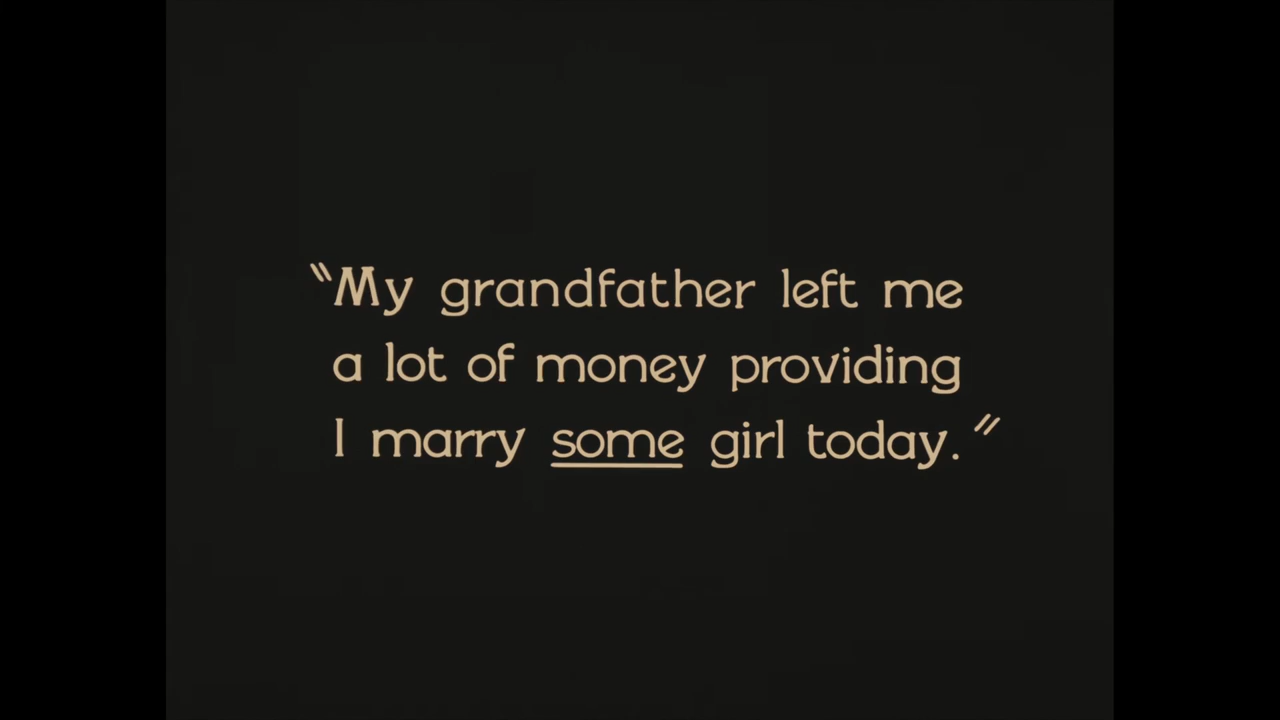 "My grandfather left me
a lot of money providing
I marry some girl today."